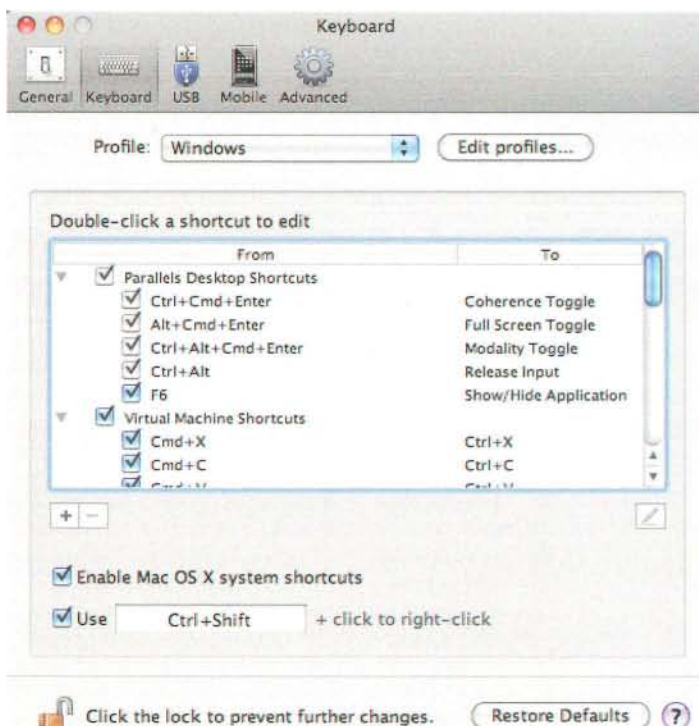 Keyboard
General Keyboard USB Mobile Advanced
Profile: Windows Edit profiles...
Double-click a shortcut to edit
From To
Parallels Desktop Shortcuts
Ctrl+Cmd+Enter Coherence Toggle
Alt+Cmd+Enter Full Screen Toggle
Ctrl+Alt+Cmd+Enter Modality Toggle
Ctrl+Alt Release Input
F6 Show/Hide Application
Virtual Machine Shortcuts
Cmd+X Ctrl+X
Cmd+C Ctrl+C
+ -
Enable Mac OS X system shortcuts
Use Ctrl+Shift + click to right-click
Click the lock to prevent further changes. Restore Defaults ?